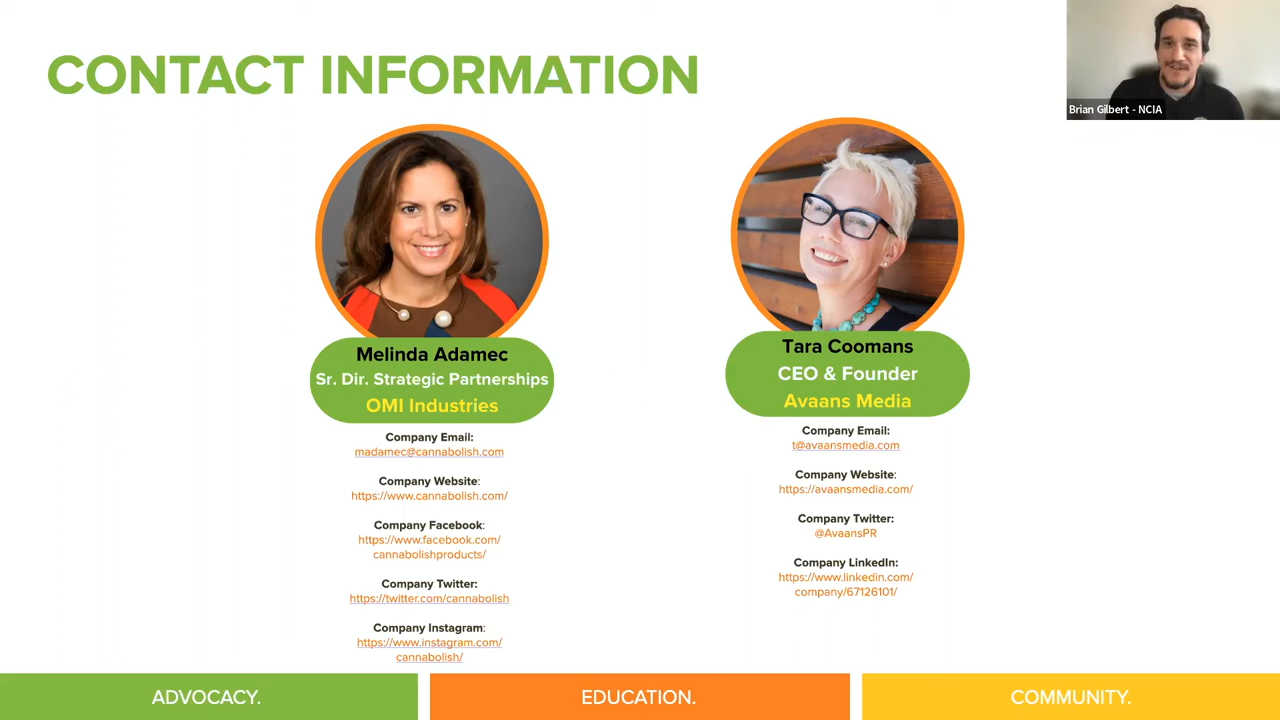 CONTACT INFORMATION
Brian Gilbert - NCIA
Melinda Adamec
Sr. Dir. Strategic Partnerships
OMI Industries
Company Email:
madamec@cannabolish.com
Company Website:
https://www.cannabolish.com/
Company Facebook:
https://www.facebook.com/
cannabolishproducts/
Company Twitter:
https://twitter.com/cannabolish
Company Instagram:
https://www.instagram.com/
cannabolish/
Tara Coomans
CEO & Founder
Avaans Media
Company Email:
t@avaansmedia.com
Company Website:
https://avaansmedia.com/
Company Twitter:
@AvaansPR
Company LinkedIn:
https://www.linkedin.com/
company/67126101/
ADVOCACY.
EDUCATION.
COMMUNITY.